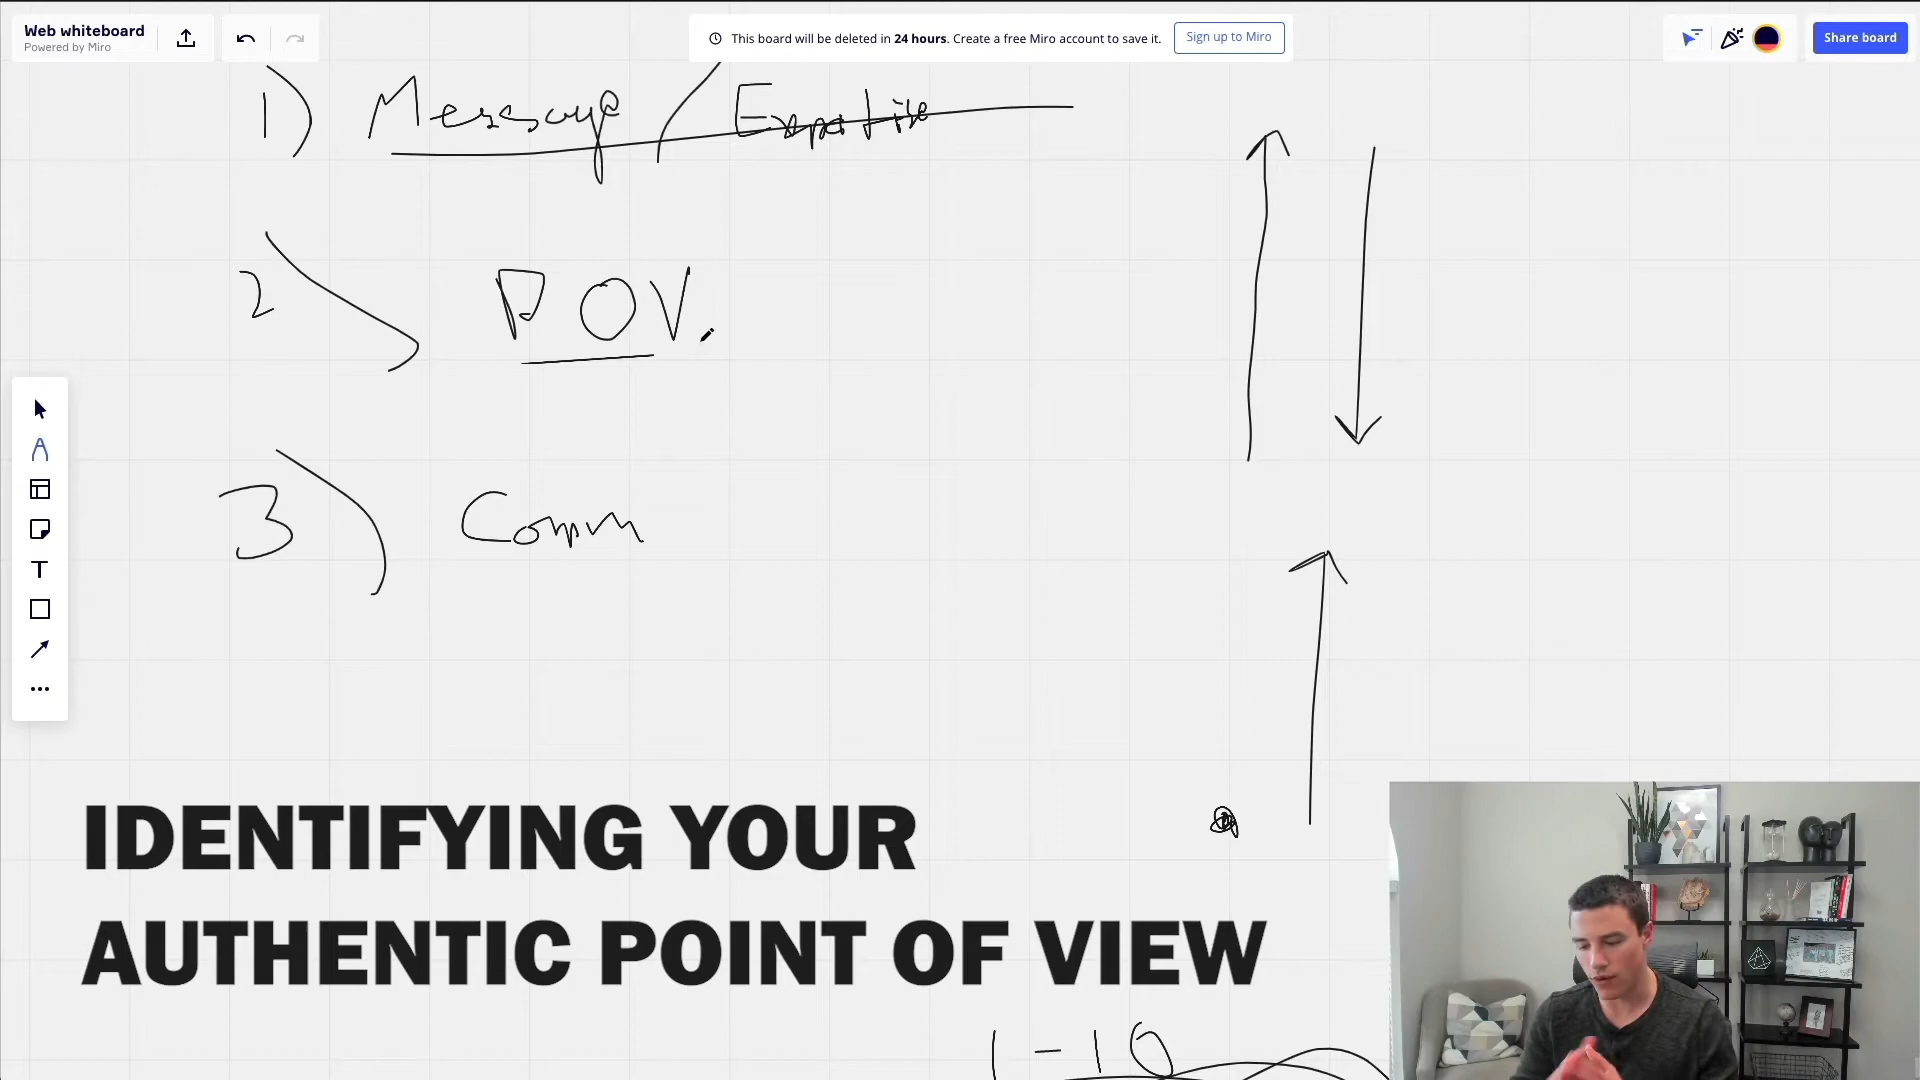 Web whiteboard
Powered by Miro
This board will be deleted in 24 hours. Create a free Miro account to save it.
Sign up to Miro
Share board
1) Message / Expertise
2) POV.
3) Comm
T
IDENTIFYING YOUR
AUTHENTIC POINT OF VIEW
1-10